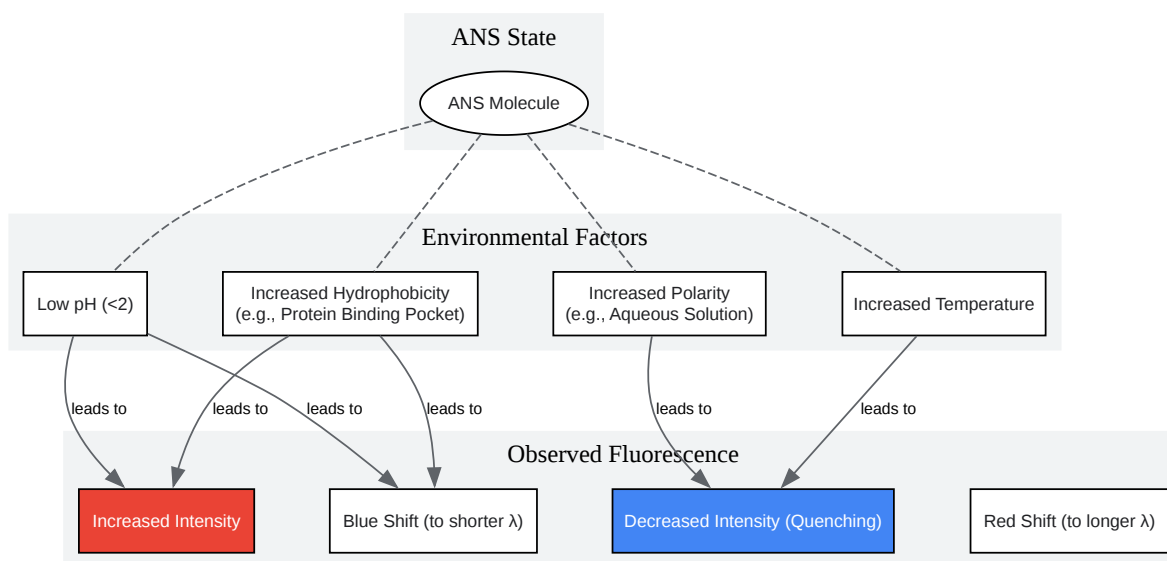 ANS State
ANS Molecule
Environmental Factors
Low pH (<2)
Increased Hydrophobicity
(e.g., Protein Binding Pocket)
Increased Polarity
(e.g., Aqueous Solution)
Increased Temperature
leads to
leads to
leads to
leads to
leads to
leads to
Observed Fluorescence
Increased Intensity
Blue Shift (to shorter λ)
Decreased Intensity (Quenching)
Red Shift (to longer λ)